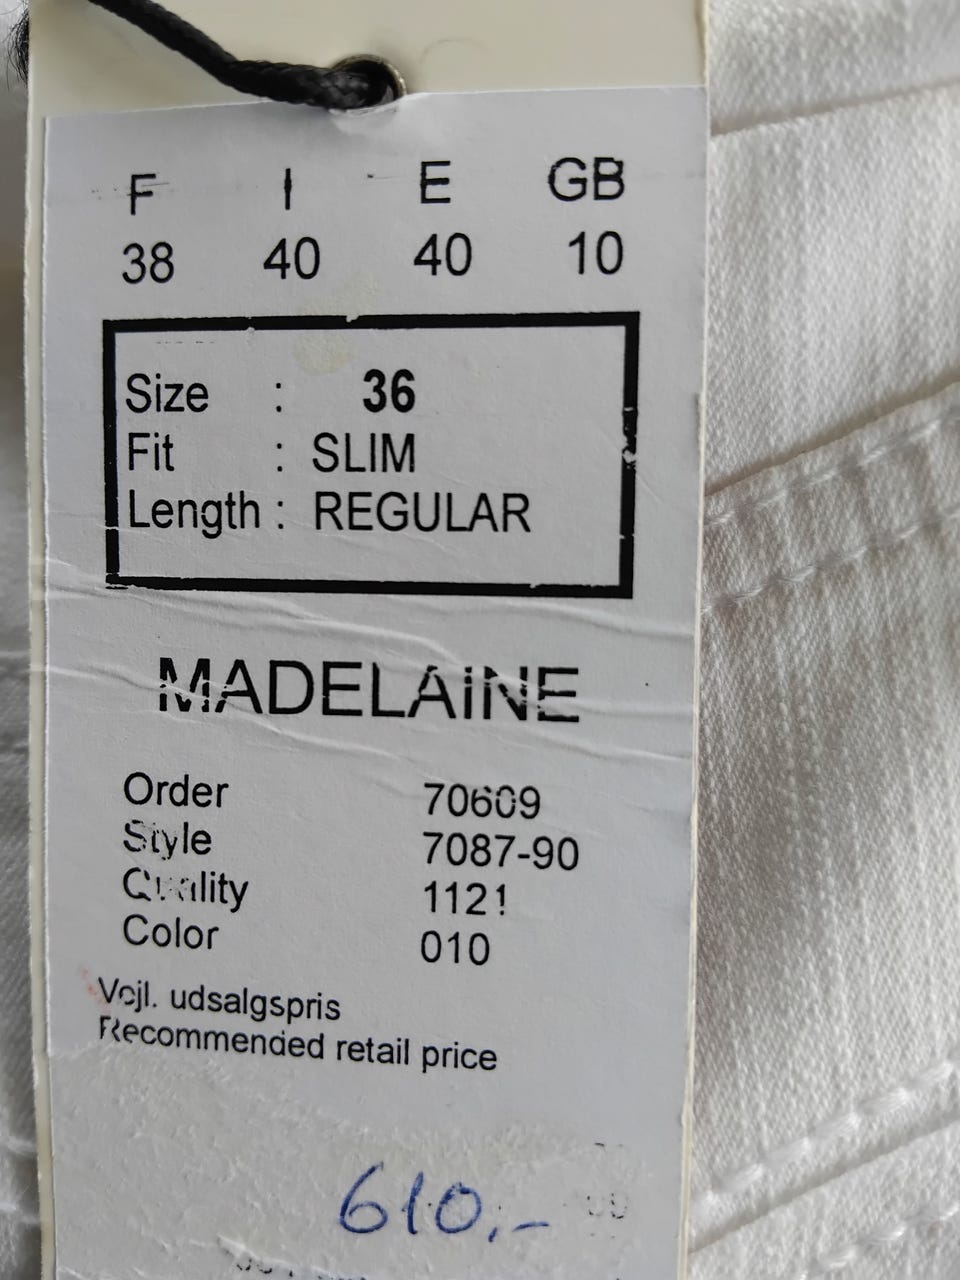 F I E GB
38 40 40 10
Size : 36
Fit : SLIM
Length : REGULAR
MADELAINE
Order 70609
Style 7087-90
Quality 1121
Color 010
Vejl. udsalgspris
Recommended retail price
610,-